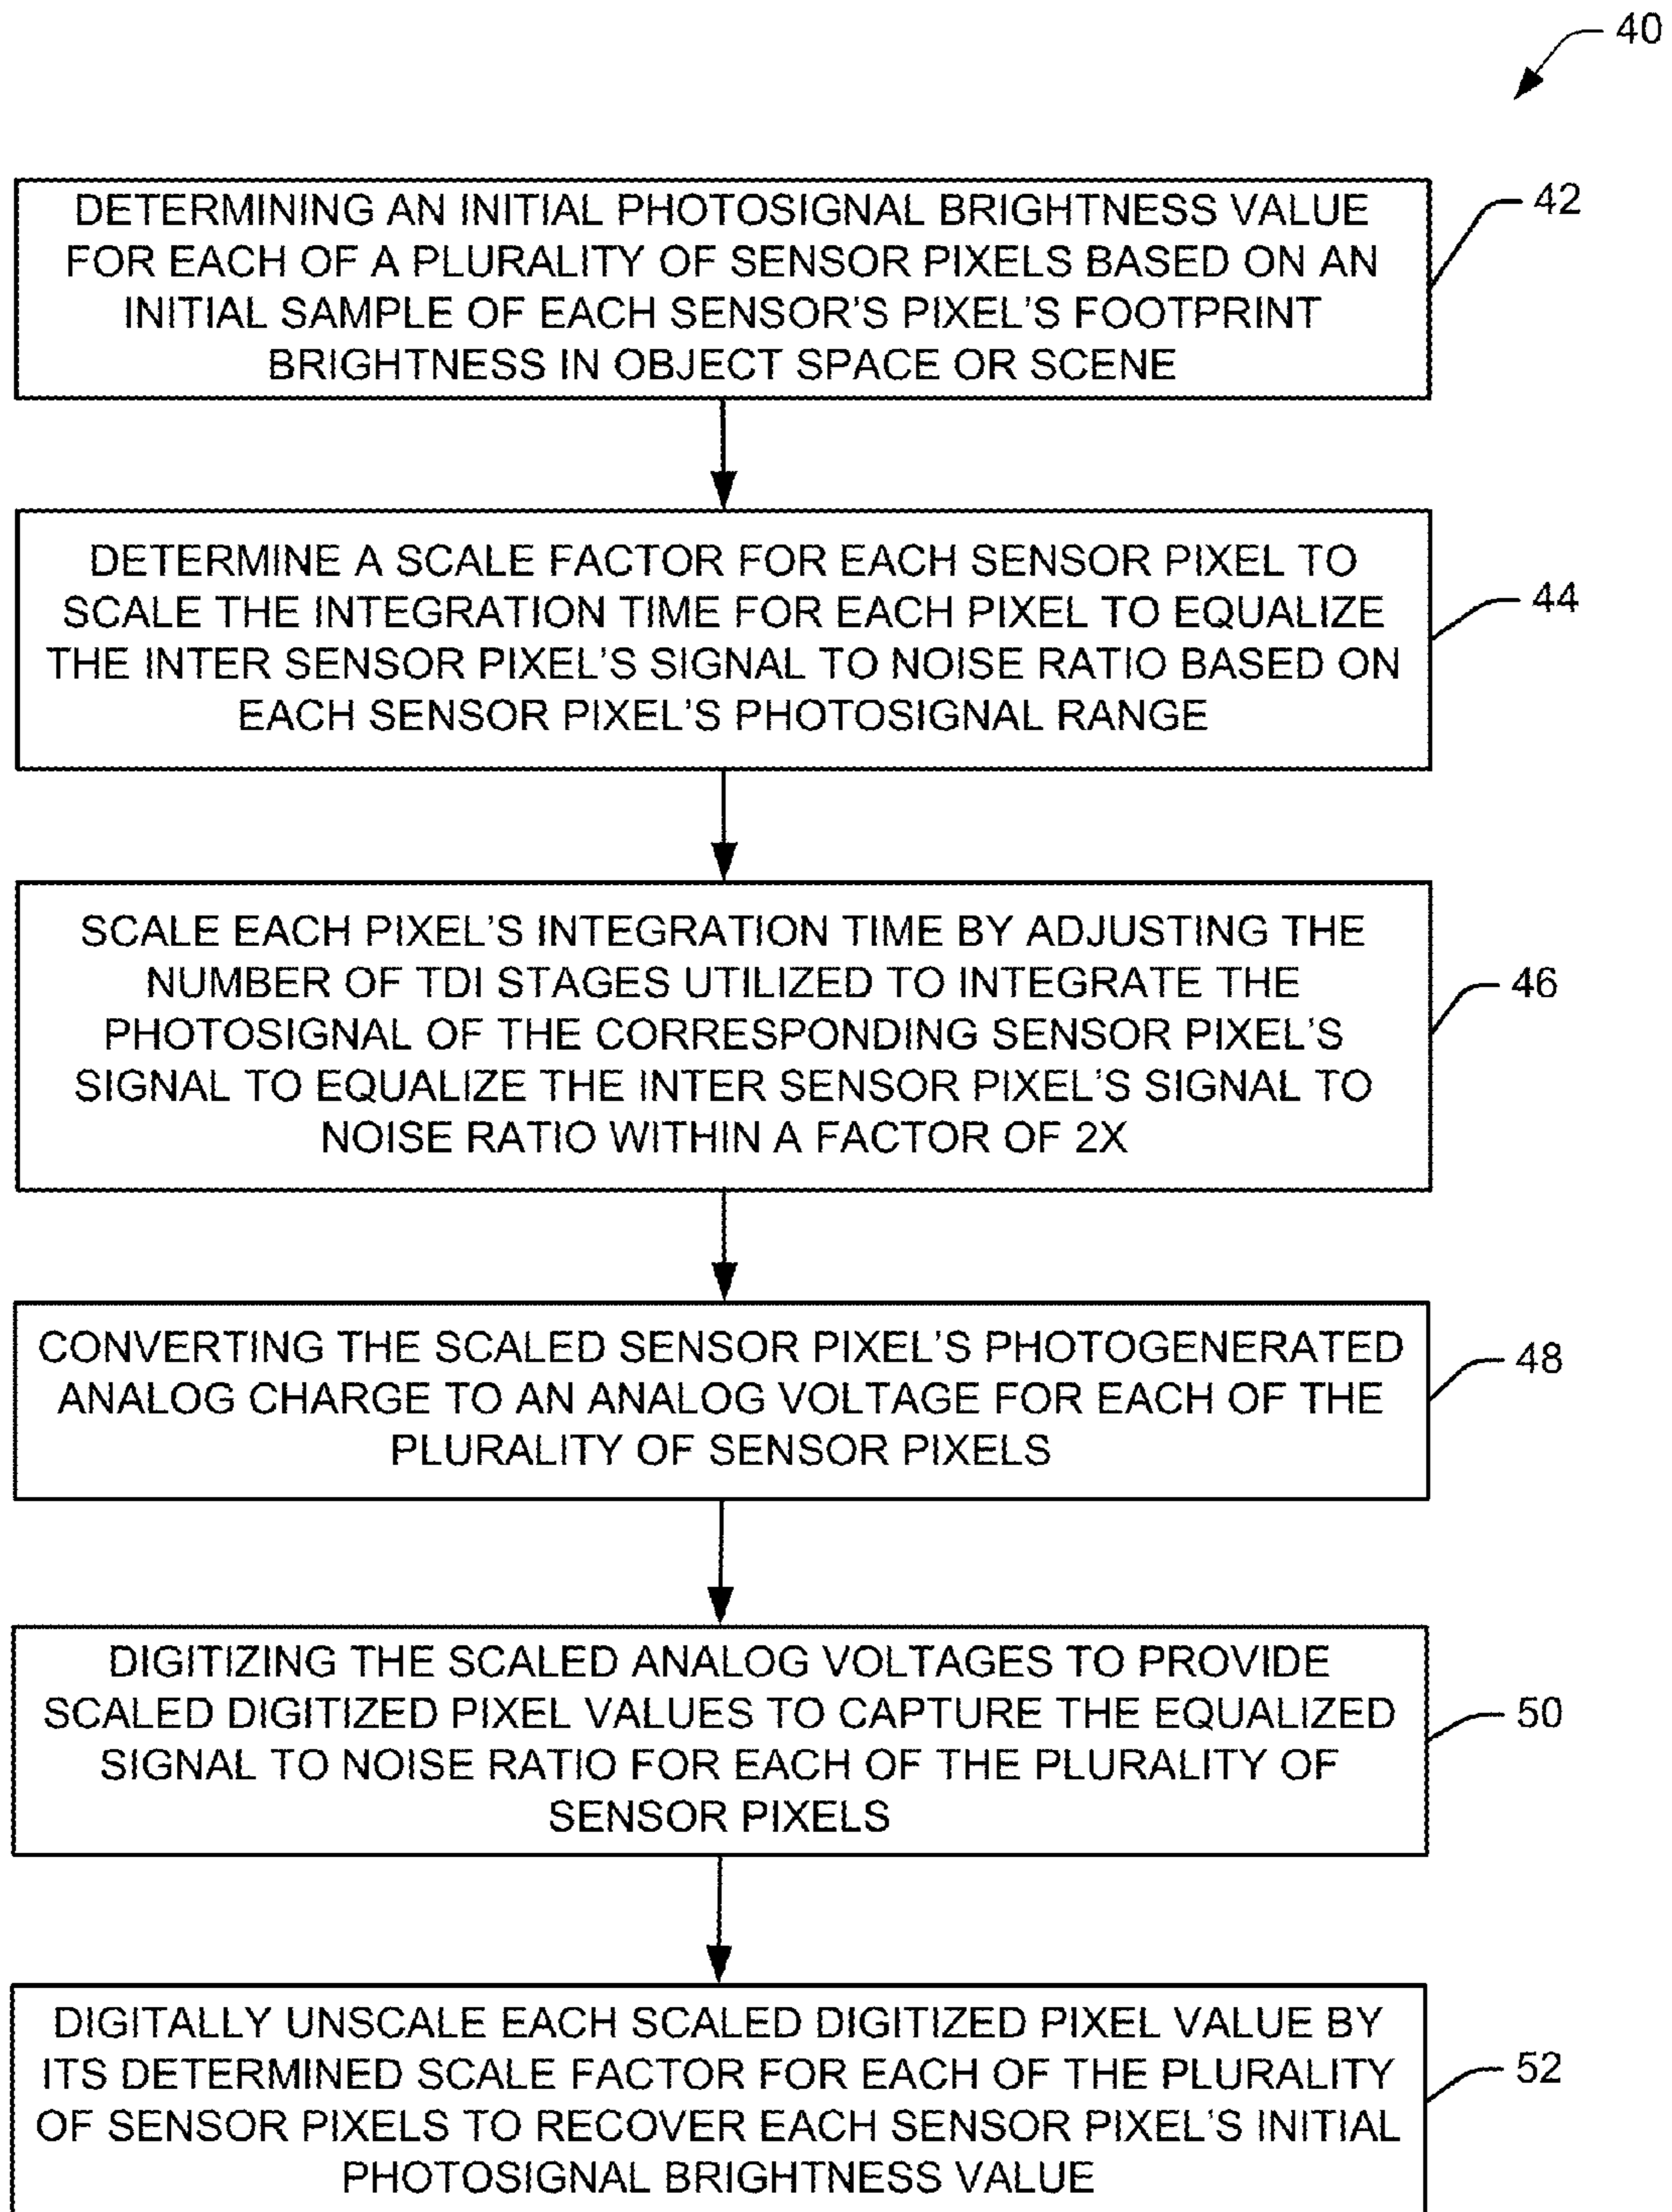 40
DETERMINING AN INITIAL PHOTOSIGNAL BRIGHTNESS VALUE
FOR EACH OF A PLURALITY OF SENSOR PIXELS BASED ON AN
INITIAL SAMPLE OF EACH SENSOR'S PIXEL'S FOOTPRINT
BRIGHTNESS IN OBJECT SPACE OR SCENE
42
DETERMINE A SCALE FACTOR FOR EACH SENSOR PIXEL TO
SCALE THE INTEGRATION TIME FOR EACH PIXEL TO EQUALIZE
THE INTER SENSOR PIXEL'S SIGNAL TO NOISE RATIO BASED ON
EACH SENSOR PIXEL'S PHOTOSIGNAL RANGE
44
SCALE EACH PIXEL'S INTEGRATION TIME BY ADJUSTING THE
NUMBER OF TDI STAGES UTILIZED TO INTEGRATE THE
PHOTOSIGNAL OF THE CORRESPONDING SENSOR PIXEL'S
SIGNAL TO EQUALIZE THE INTER SENSOR PIXEL'S SIGNAL TO
NOISE RATIO WITHIN A FACTOR OF 2X
46
CONVERTING THE SCALED SENSOR PIXEL'S PHOTOGENERATED
ANALOG CHARGE TO AN ANALOG VOLTAGE FOR EACH OF THE
PLURALITY OF SENSOR PIXELS
48
DIGITIZING THE SCALED ANALOG VOLTAGES TO PROVIDE
SCALED DIGITIZED PIXEL VALUES TO CAPTURE THE EQUALIZED
SIGNAL TO NOISE RATIO FOR EACH OF THE PLURALITY OF
SENSOR PIXELS
50
DIGITALLY UNSCALE EACH SCALED DIGITIZED PIXEL VALUE BY
ITS DETERMINED SCALE FACTOR FOR EACH OF THE PLURALITY
OF SENSOR PIXELS TO RECOVER EACH SENSOR PIXEL'S INITIAL
PHOTOSIGNAL BRIGHTNESS VALUE
52